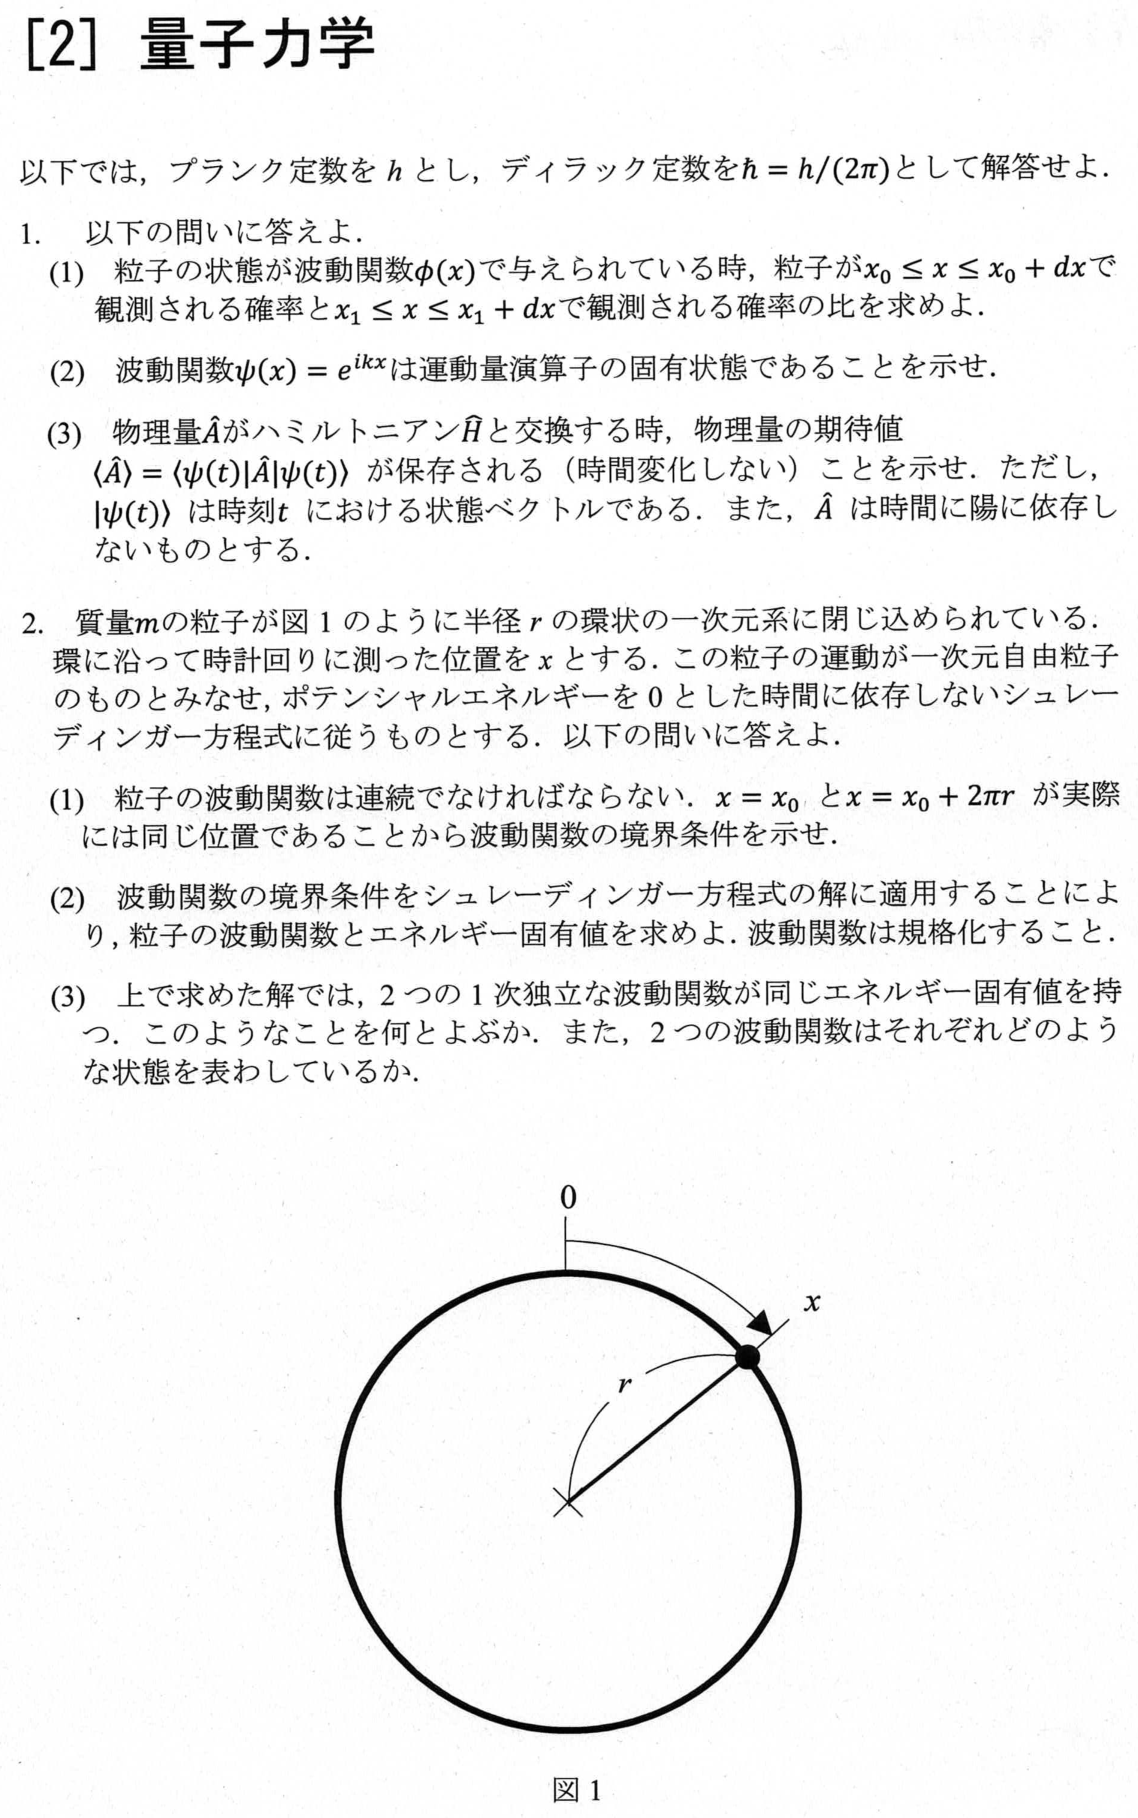 [2] 量子力学
以下では，プランク定数を h とし，ディラック定数をħ = h/(2π)として解答せよ．
1. 以下の問いに答えよ．
(1) 粒子の状態が波動関数ϕ(x)で与えられている時，粒子がx₀ ≤ x ≤ x₀ + dxで
観測される確率とx₁ ≤ x ≤ x₁ + dxで観測される確率の比を求めよ．
(2) 波動関数ψ(x) = e^{ikx}は運動量演算子の固有状態であることを示せ．
(3) 物理量ÂがハミルトニアンĤと交換する時，物理量の期待値
⟨Â⟩ = ⟨ψ(t)|Â|ψ(t)⟩ が保存される（時間変化しない）ことを示せ．ただし，
|ψ(t)⟩ は時刻t における状態ベクトルである．また，Â は時間に陽に依存し
ないものとする．
2. 質量mの粒子が図 1 のように半径 r の環状の一次元系に閉じ込められている．
環に沿って時計回りに測った位置を x とする．この粒子の運動が一次元自由粒子
のものとみなせ，ポテンシャルエネルギーを 0 とした時間に依存しないシュレー
ディンガー方程式に従うものとする．以下の問いに答えよ．
(1) 粒子の波動関数は連続でなければならない．x = x₀ とx = x₀ + 2πr が実際
には同じ位置であることから波動関数の境界条件を示せ．
(2) 波動関数の境界条件をシュレーディンガー方程式の解に適用することによ
り，粒子の波動関数とエネルギー固有値を求めよ．波動関数は規格化すること．
(3) 上で求めた解では，2 つの 1 次独立な波動関数が同じエネルギー固有値を持
つ．このようなことを何とよぶか．また，2 つの波動関数はそれぞれどのよう
な状態を表わしているか．
0
x
r
図 1